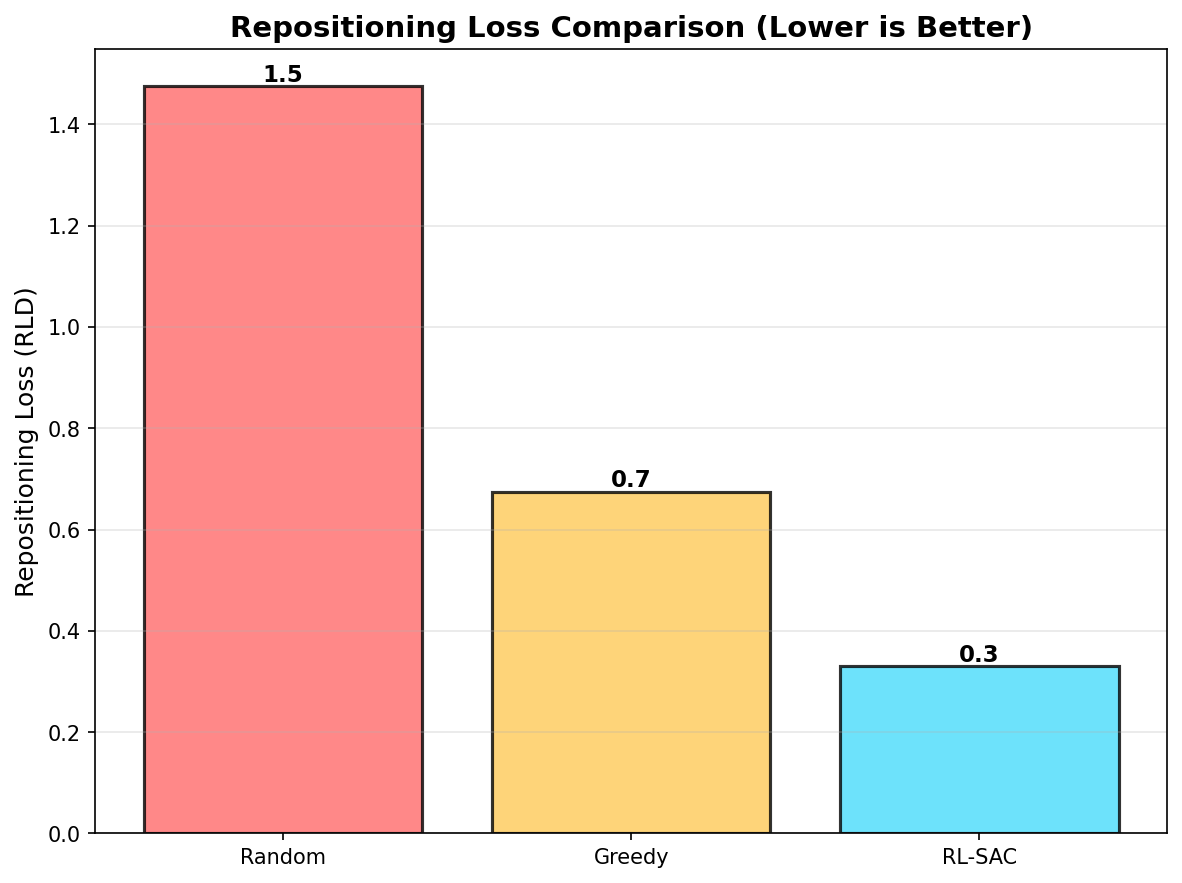 Repositioning Loss Comparison (Lower is Better)
Repositioning Loss (RLD)
1.4
1.2
1.0
0.8
0.6
0.4
0.2
0.0
1.5
0.7
0.3
Random
Greedy
RL-SAC